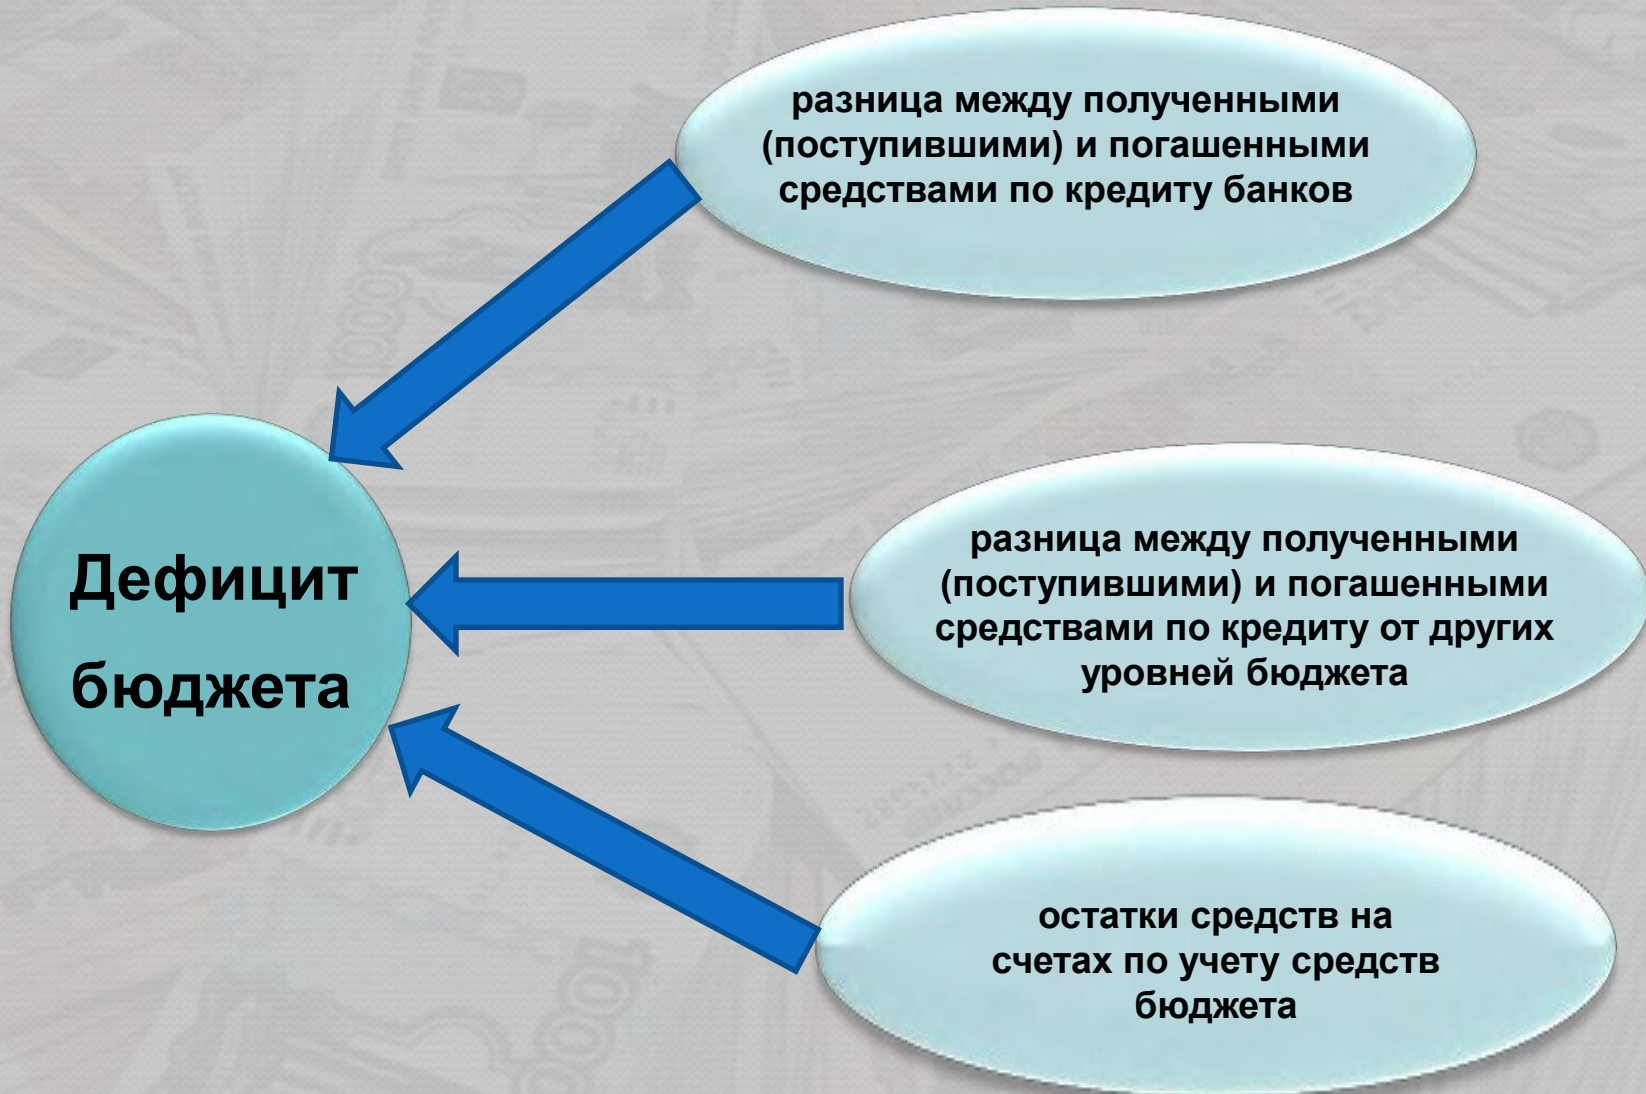 разница между полученными
(поступившими) и погашенными
средствами по кредиту банков
Дефицит
бюджета
разница между полученными
(поступившими) и погашенными
средствами по кредиту от других
уровней бюджета
остатки средств на
счетах по учету средств
бюджета